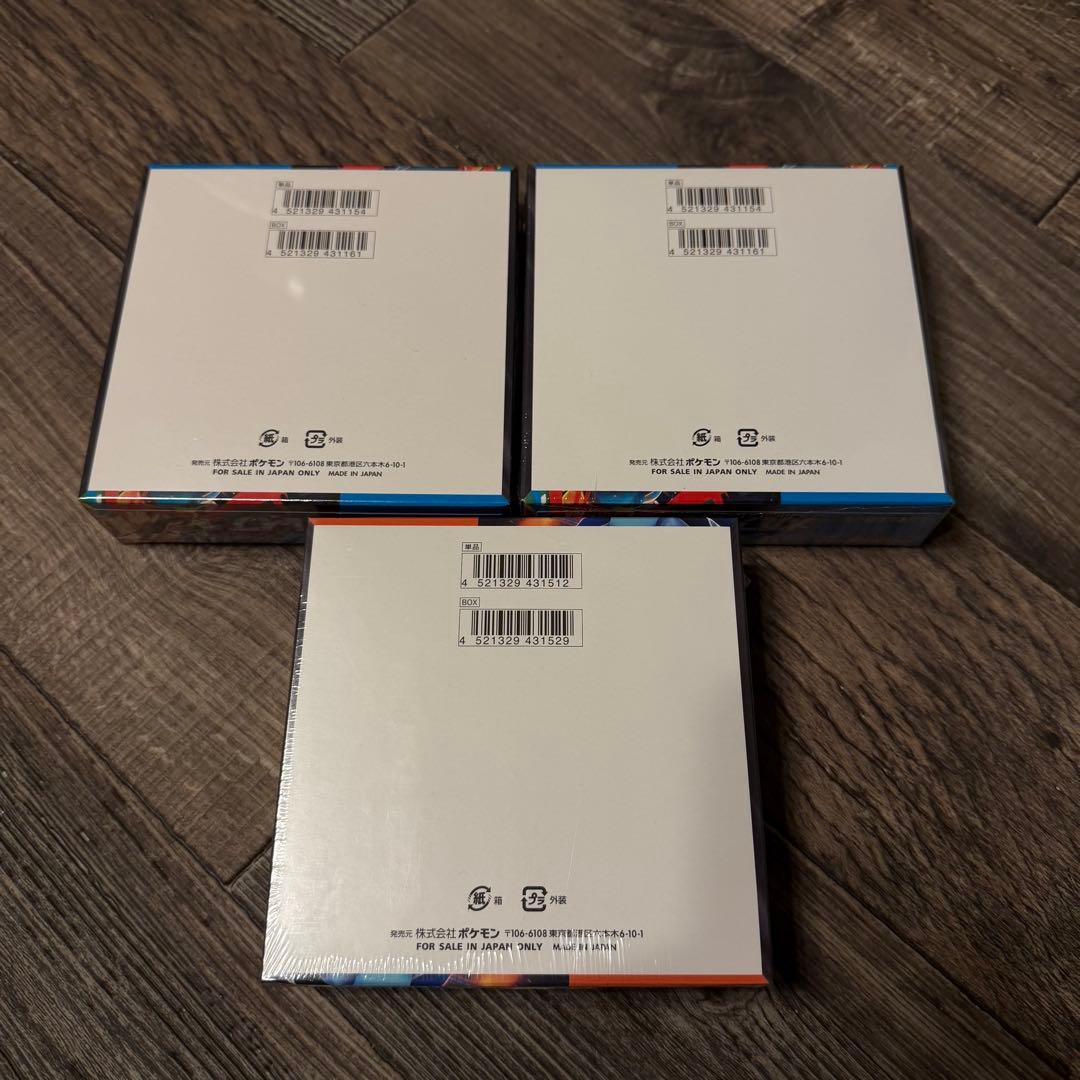 単品
4 521329 431154
BOX
4 521329 431161
紙 箱 プラ 外装
発売元 株式会社ポケモン 〒106-6108 東京都港区六本木6-10-1
FOR SALE IN JAPAN ONLY MADE IN JAPAN
単品
4 521329 431154
BOX
4 521329 431161
紙 箱 プラ 外装
発売元 株式会社ポケモン 〒106-6108 東京都港区六本木6-10-1
FOR SALE IN JAPAN ONLY MADE IN JAPAN
単品
4 521329 431512
BOX
4 521329 431529
紙 箱 プラ 外装
発売元 株式会社ポケモン 〒106-6108 東京都港区六本木6-10-1
FOR SALE IN JAPAN ONLY MADE IN JAPAN